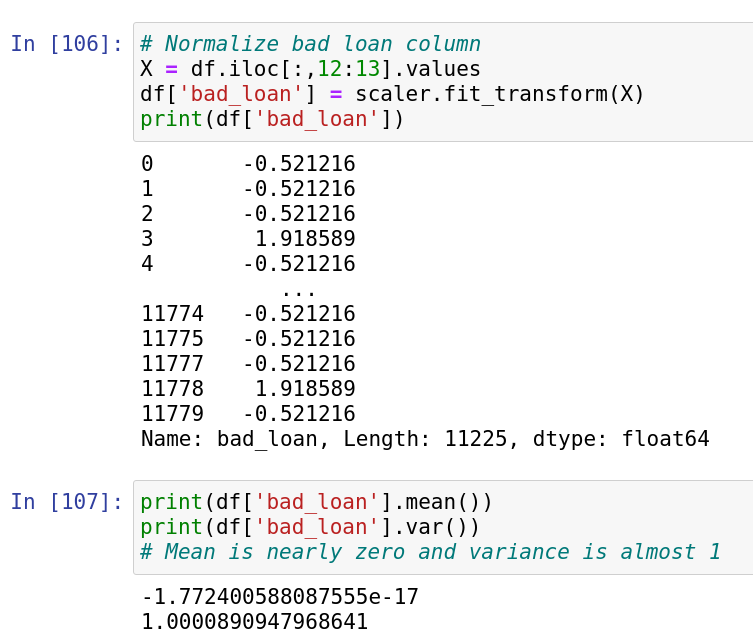 In [106]: # Normalize bad loan column
X = df.iloc[:,12:13].values
df['bad_loan'] = scaler.fit_transform(X)
print(df['bad_loan'])
0       -0.521216
1       -0.521216
2       -0.521216
3        1.918589
4       -0.521216
...
11774   -0.521216
11775   -0.521216
11777   -0.521216
11778    1.918589
11779   -0.521216
Name: bad_loan, Length: 11225, dtype: float64
In [107]: print(df['bad_loan'].mean())
print(df['bad_loan'].var())
# Mean is nearly zero and variance is almost 1
-1.772400588087555e-17
1.0000890947968641